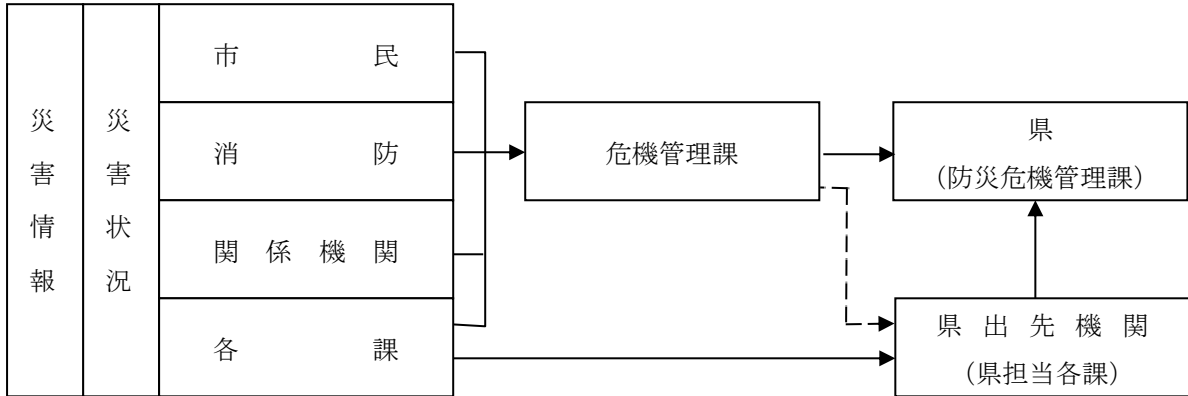 災害情報
災害状況
市民
消防
関係機関
各課
危機管理課
県
（防災危機管理課）
県出先機関
（県担当各課）